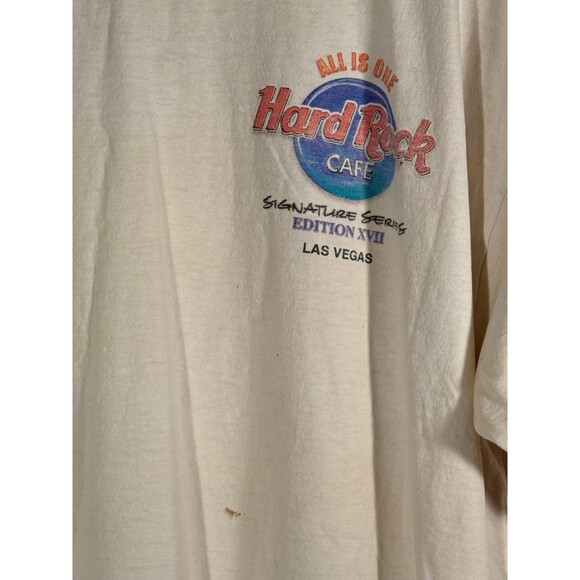 ALL IS ONE
Hard Rock
CAFE
SIGNATURE SERIES
EDITION XVII
LAS VEGAS